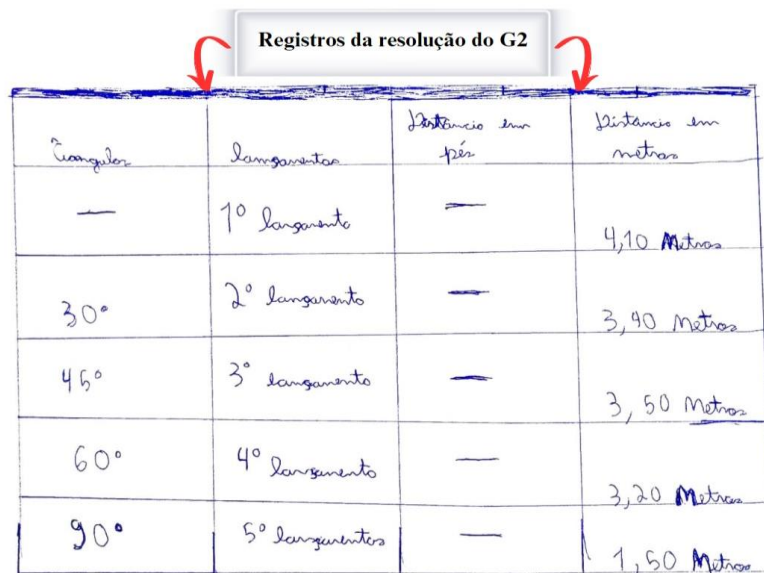 Registros da resolução do G2
Triangulos lançamentos Distância em pés Distância em metros
— 1º lançamento — 4,10 Metros
30° 2º lançamento — 3,40 Metros
45° 3º lançamento — 3, 50 Metros
60° 4º lançamento — 3,20 Metros
90° 5º lançamentos — 1,50 Metros